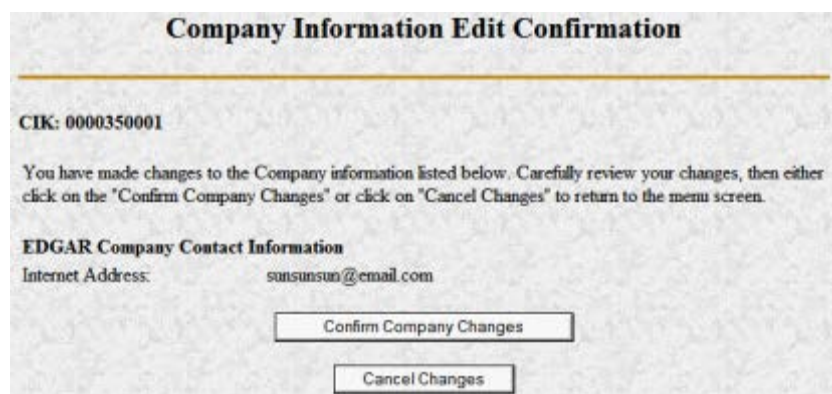 Company Information Edit Confirmation
CIK: 0000350001
You have made changes to the Company information listed below. Carefully review your changes, then either
click on the "Confirm Company Changes" or click on "Cancel Changes" to return to the menu screen.
EDGAR Company Contact Information
Internet Address: sunsunsun@email.com
Confirm Company Changes
Cancel Changes